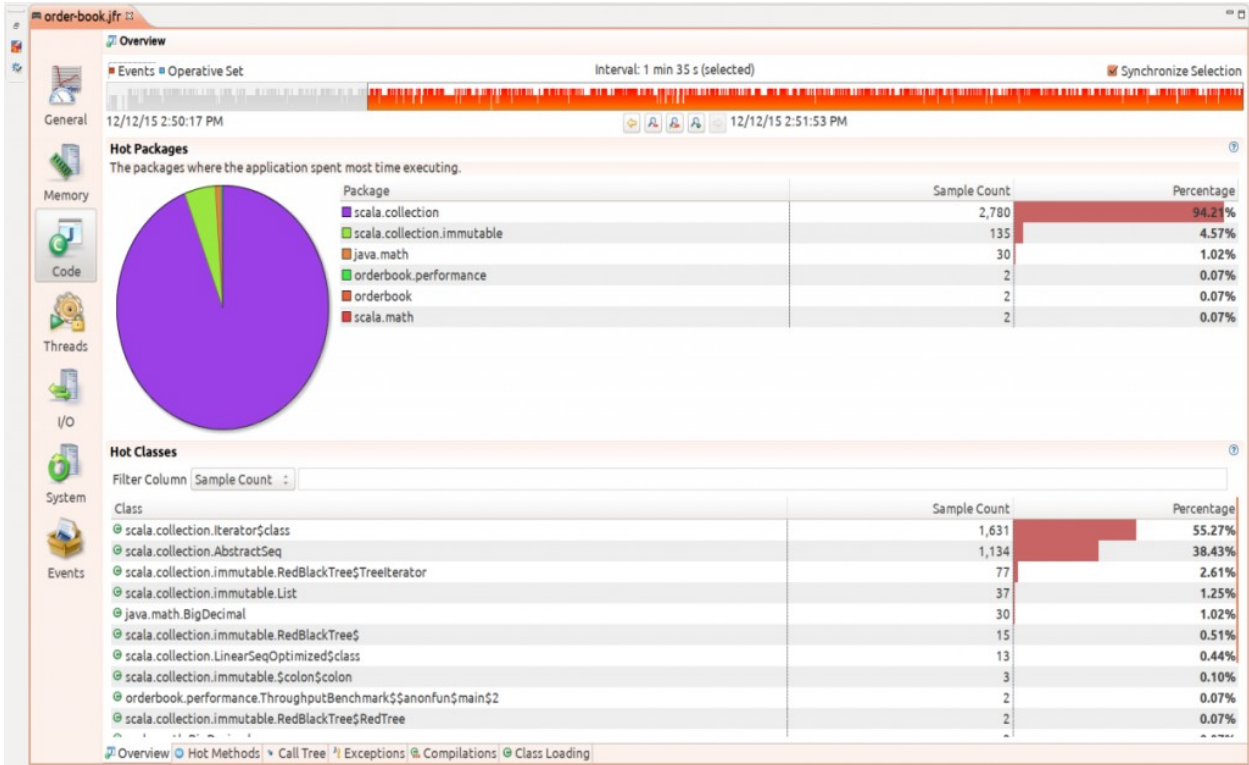 order-book.jfr
Overview
Events Operative Set Interval: 1 min 35 s (selected) Synchronize Selection
General 12/12/15 2:50:17 PM 12/12/15 2:51:53 PM
Hot Packages
The packages where the application spent most time executing.
Memory
Package Sample Count Percentage
scala.collection 2,780 94.21%
scala.collection.immutable 135 4.57%
java.math 30 1.02%
Code
orderbook.performance 2 0.07%
orderbook 2 0.07%
scala.math 2 0.07%
Threads
I/O
Hot Classes
Filter Column Sample Count
System
Class Sample Count Percentage
scala.collection.Iterator$class 1,631 55.27%
scala.collection.AbstractSeq 1,134 38.43%
Events
scala.collection.immutable.RedBlackTree$TreeIterator 77 2.61%
scala.collection.immutable.List 37 1.25%
java.math.BigDecimal 30 1.02%
scala.collection.immutable.RedBlackTree$ 15 0.51%
scala.collection.LinearSeqOptimized$class 13 0.44%
scala.collection.immutable.$colon$colon 3 0.10%
orderbook.performance.ThroughputBenchmark$$anonfun$main$2 2 0.07%
scala.collection.immutable.RedBlackTree$RedTree 2 0.07%
Overview Hot Methods Call Tree Exceptions Compilations Class Loading